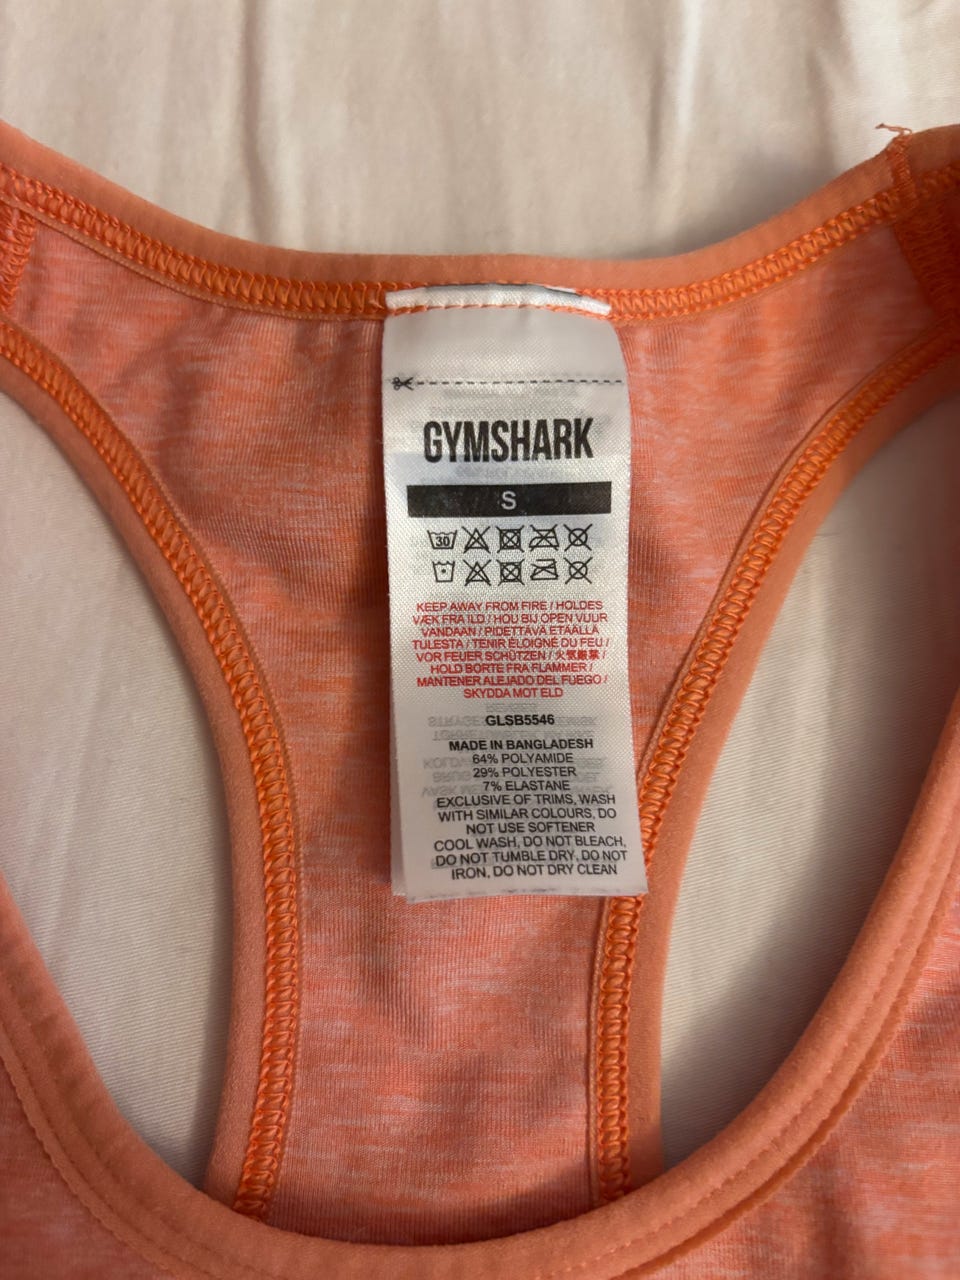 GYMSHARK
S
30
KEEP AWAY FROM FIRE / HOLDES
VÆK FRA ILD / HOU BIJ OPEN VUUR
VANDAAN / PIDETTÄVÄ ETÄÄLLÄ
TULESTA / TENIR ÉLOIGNÉ DU FEU /
VOR FEUER SCHÜTZEN / 火気厳禁 /
HOLD BORTE FRA FLAMMER /
MANTENER ALEJADO DEL FUEGO /
SKYDDA MOT ELD
GLSB5546
MADE IN BANGLADESH
64% POLYAMIDE
29% POLYESTER
7% ELASTANE
EXCLUSIVE OF TRIMS, WASH
WITH SIMILAR COLOURS, DO
NOT USE SOFTENER
COOL WASH, DO NOT BLEACH,
DO NOT TUMBLE DRY, DO NOT
IRON, DO NOT DRY CLEAN